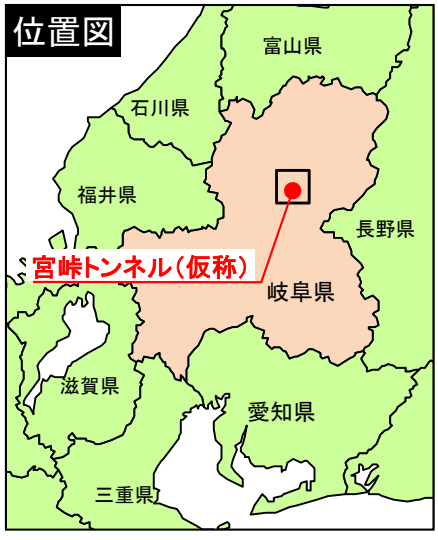 位置図
富山県
石川県
福井県
長野県
宮峠トンネル(仮称)
岐阜県
滋賀県
愛知県
三重県